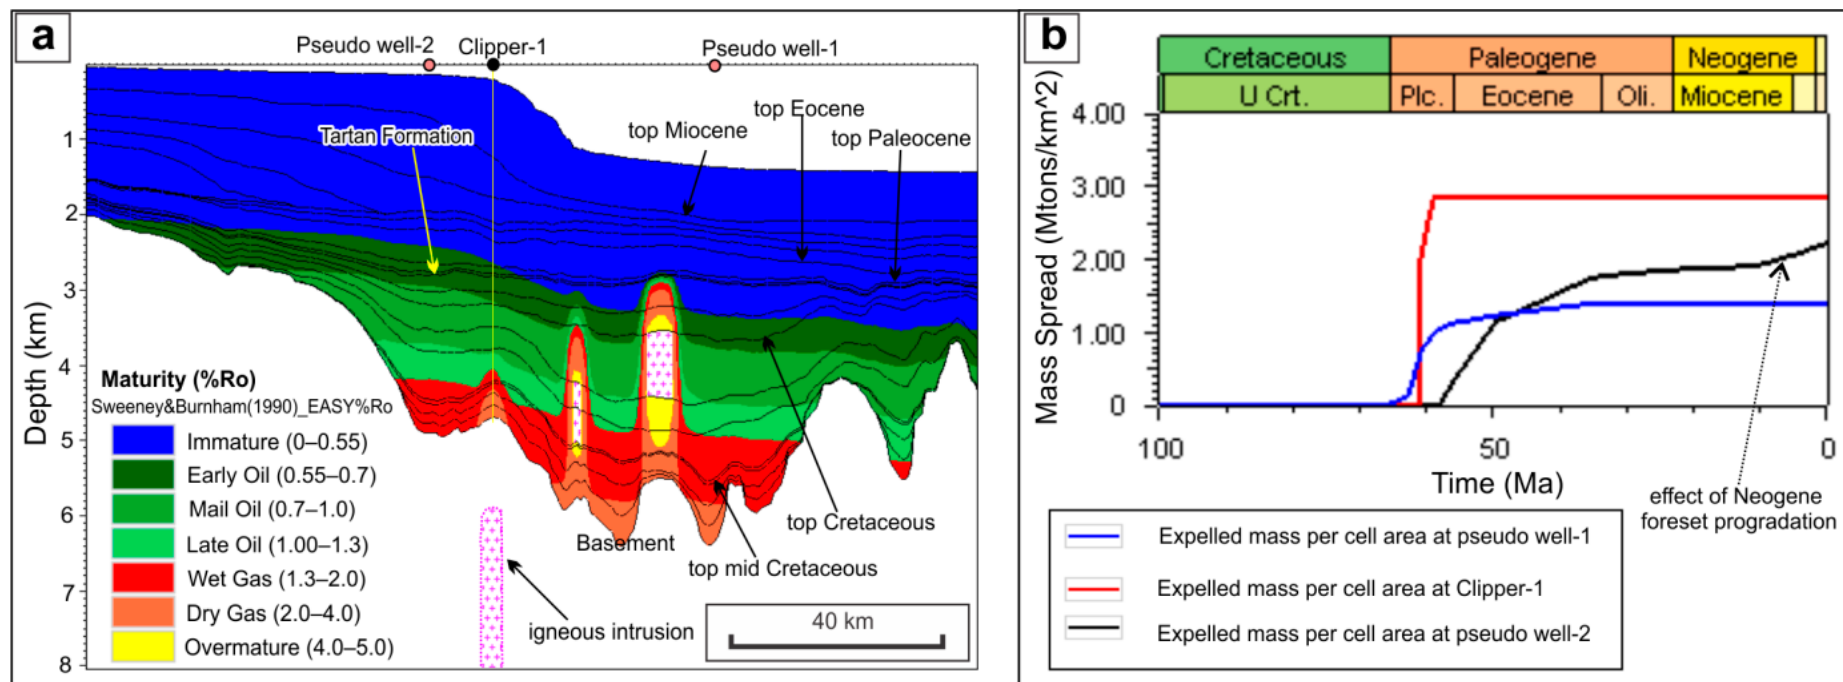 a
Pseudo well-2
Clipper-1
Pseudo well-1
Tartan Formation
top Miocene
top Eocene
top Paleocene
1
2
3
4
5
6
7
8
Depth (km)
Maturity (%Ro)
Sweeney&Burnham(1990)_EASY%Ro
Immature (0–0.55)
Early Oil (0.55–0.7)
Mail Oil (0.7–1.0)
Late Oil (1.00–1.3)
Wet Gas (1.3–2.0)
Dry Gas (2.0–4.0)
Overmature (4.0–5.0)
Basement
top Cretaceous
top mid Cretaceous
igneous intrusion
40 km
b
Cretaceous Paleogene Neogene
U Crt. Plc. Eocene Oli. Miocene
4.00
3.00
2.00
1.00
0
Mass Spread (Mtons/km^2)
100 50 0
Time (Ma)
effect of Neogene
foreset progradation
Expelled mass per cell area at pseudo well-1
Expelled mass per cell area at Clipper-1
Expelled mass per cell area at pseudo well-2